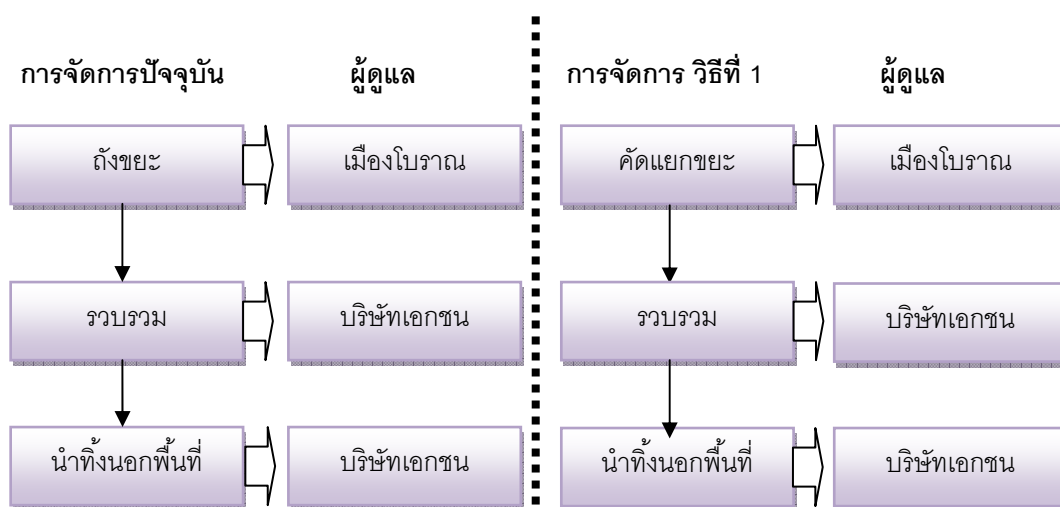 การจัดการปัจจุบัน ผู้ดูแล
ถังขยะ เมืองโบราณ
รวบรวม บริษัทเอกชน
นำทิ้งนอกพื้นที่ บริษัทเอกชน
การจัดการ วิธีที่ 1 ผู้ดูแล
คัดแยกขยะ เมืองโบราณ
รวบรวม บริษัทเอกชน
นำทิ้งนอกพื้นที่ บริษัทเอกชน